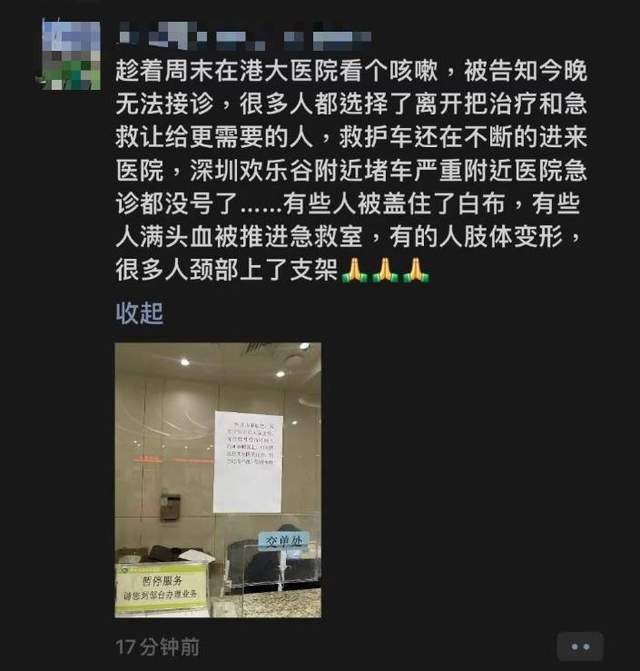 趁着周末在港大医院看个咳嗽，被告知今晚
无法接诊，很多人都选择了离开把治疗和急
救让给更需要的人，救护车还在不断的进来
医院，深圳欢乐谷附近堵车严重附近医院急
诊都没号了......有些人被盖住了白布，有些
人满头血被推进急救室，有的人肢体变形，
很多人颈部上了支架🙏🙏🙏
收起
交单处
暂停服务
请您到邻台办理业务
17分钟前